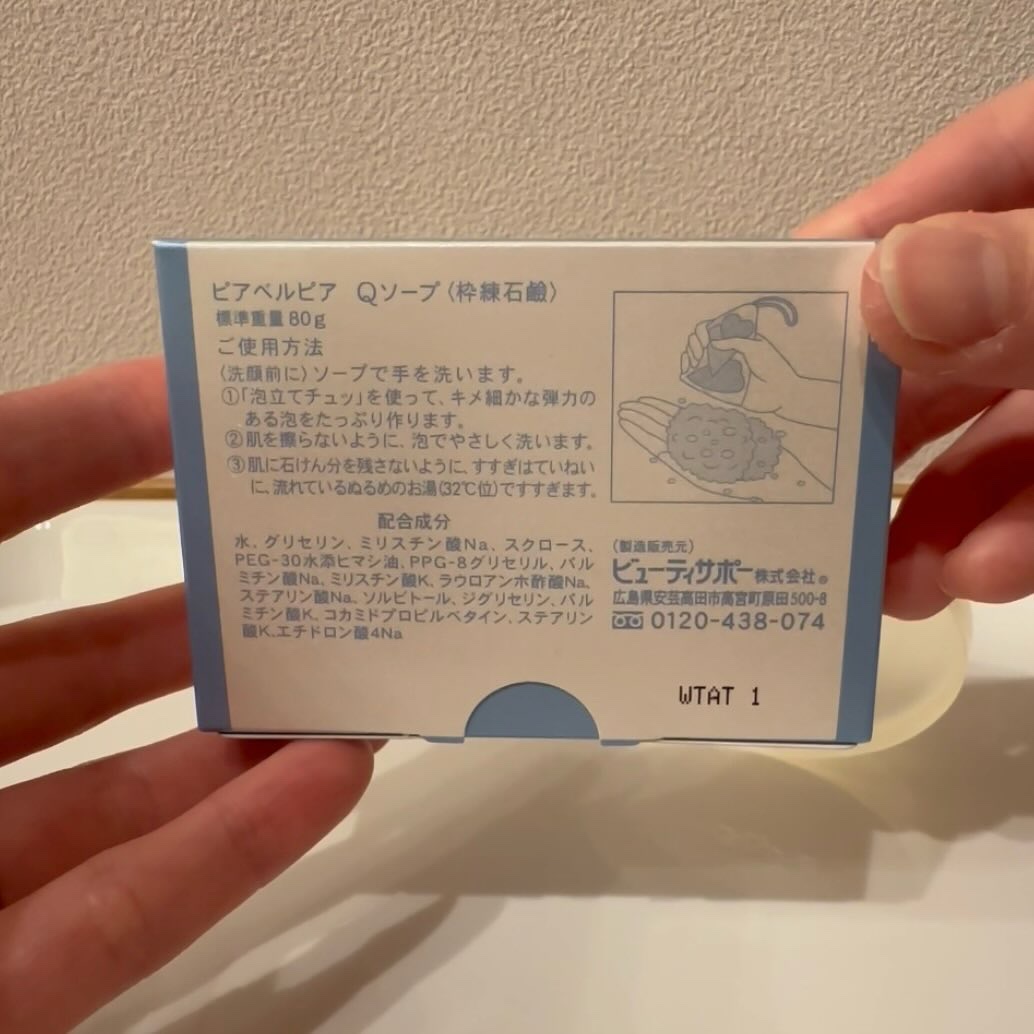 ピアベルピア Qソープ〈枠練石鹸〉
標準重量80g
ご使用方法
〈洗顔前に〉ソープで手を洗います。
①「泡立てチュッ」を使って、キメ細かな弾力の
ある泡をたっぷり作ります。
②肌を擦らないように、泡でやさしく洗います。
③肌に石けん分を残さないように、すすぎはていねい
に、流れているぬるめのお湯(32℃位)ですすぎます。
配合成分
水、グリセリン、ミリスチン酸Na、スクロース、
PEG-30水添ヒマシ油、PPG-8グリセリル、パル
ミチン酸Na、ミリスチン酸K、ラウロアンホ酢酸Na、
ステアリン酸Na、ソルビトール、ジグリセリン、パル
ミチン酸K、コカミドプロピルベタイン、ステアリン
酸K、エチドロン酸4Na
(製造販売元)
ビューティサポー株式会社®
広島県安芸高田市高宮町原田500-8
0120-438-074
WTAT 1